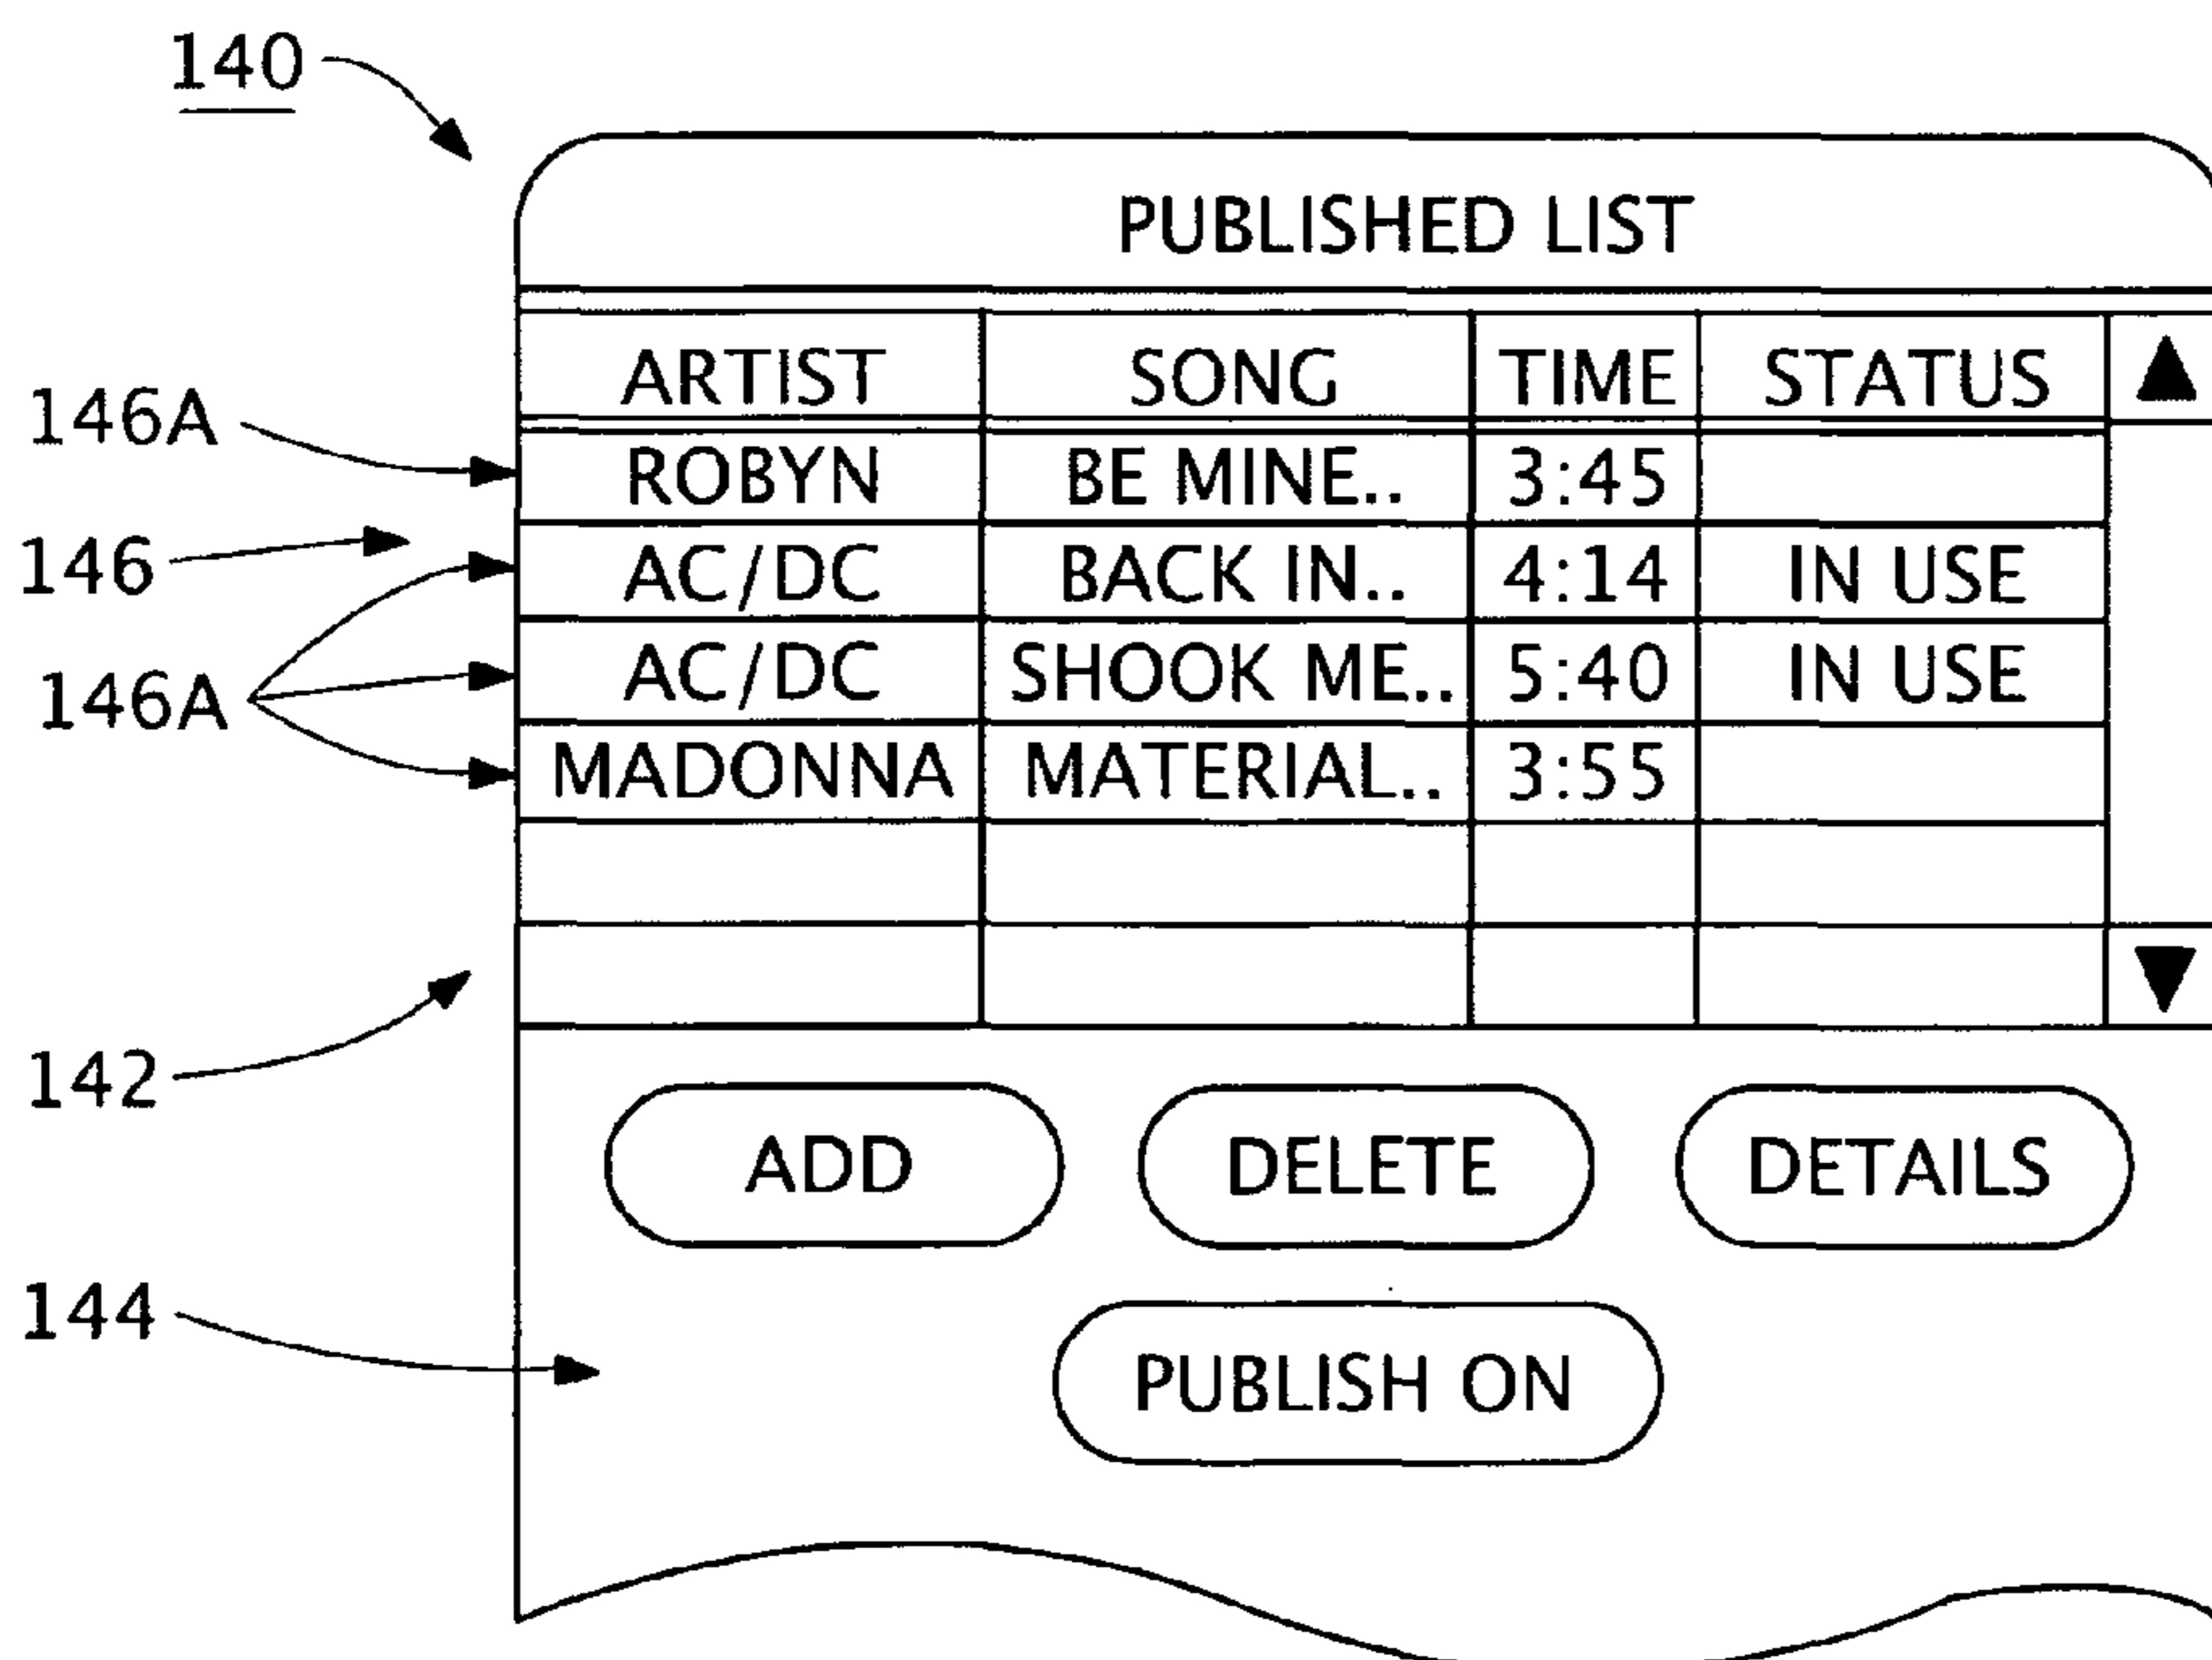 140
PUBLISHED LIST
ARTIST SONG TIME STATUS
146A
ROBYN BE MINE.. 3:45
146
AC/DC BACK IN.. 4:14 IN USE
146A
AC/DC SHOOK ME.. 5:40 IN USE
MADONNA MATERIAL.. 3:55
142
ADD DELETE DETAILS
144
PUBLISH ON